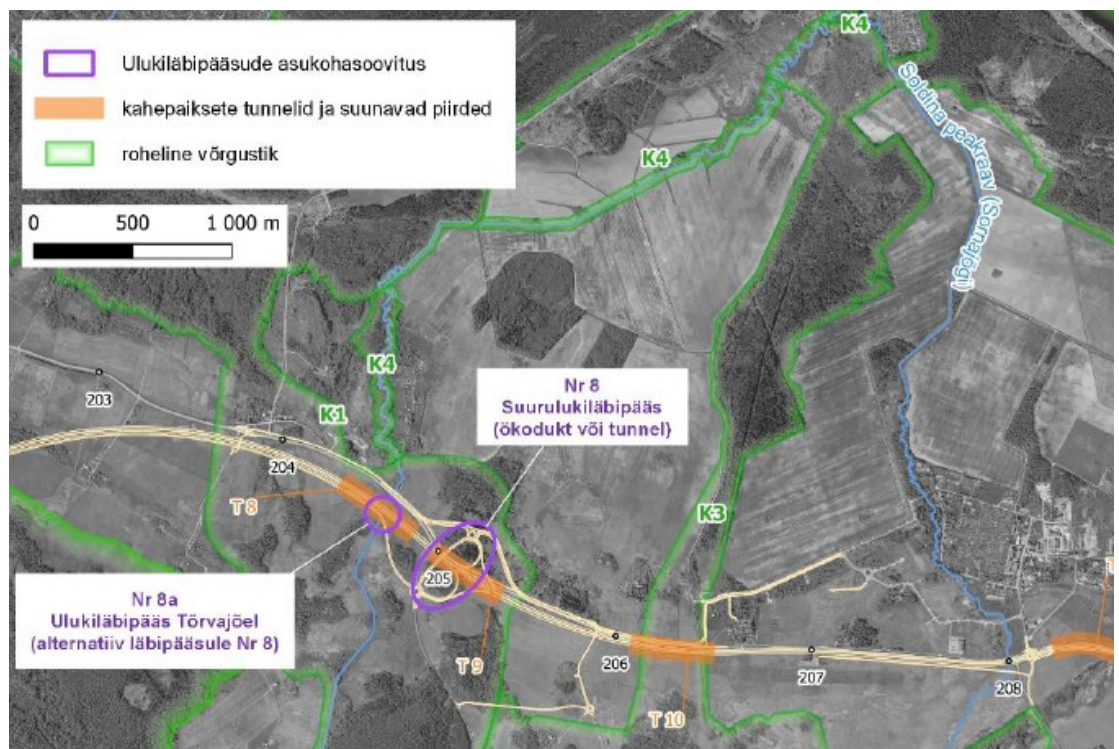 Ulukiläbipääsude asukohasoovitus
kahepaiksete tunnelid ja suunavad piirded
roheline võrgustik
0 500 1 000 m
K4
Soldina peakraav (Sornajõgi)
K4
K4
K1
K3
Nr 8
Suurulukiläbipääs
(ökodukt või tunnel)
203
204
T 8
205
Nr 8a
Ulukiläbipääs Tõrvajõel
(alternatiiv läbipääsule Nr 8)
T 9
206
T 10
207
208
T